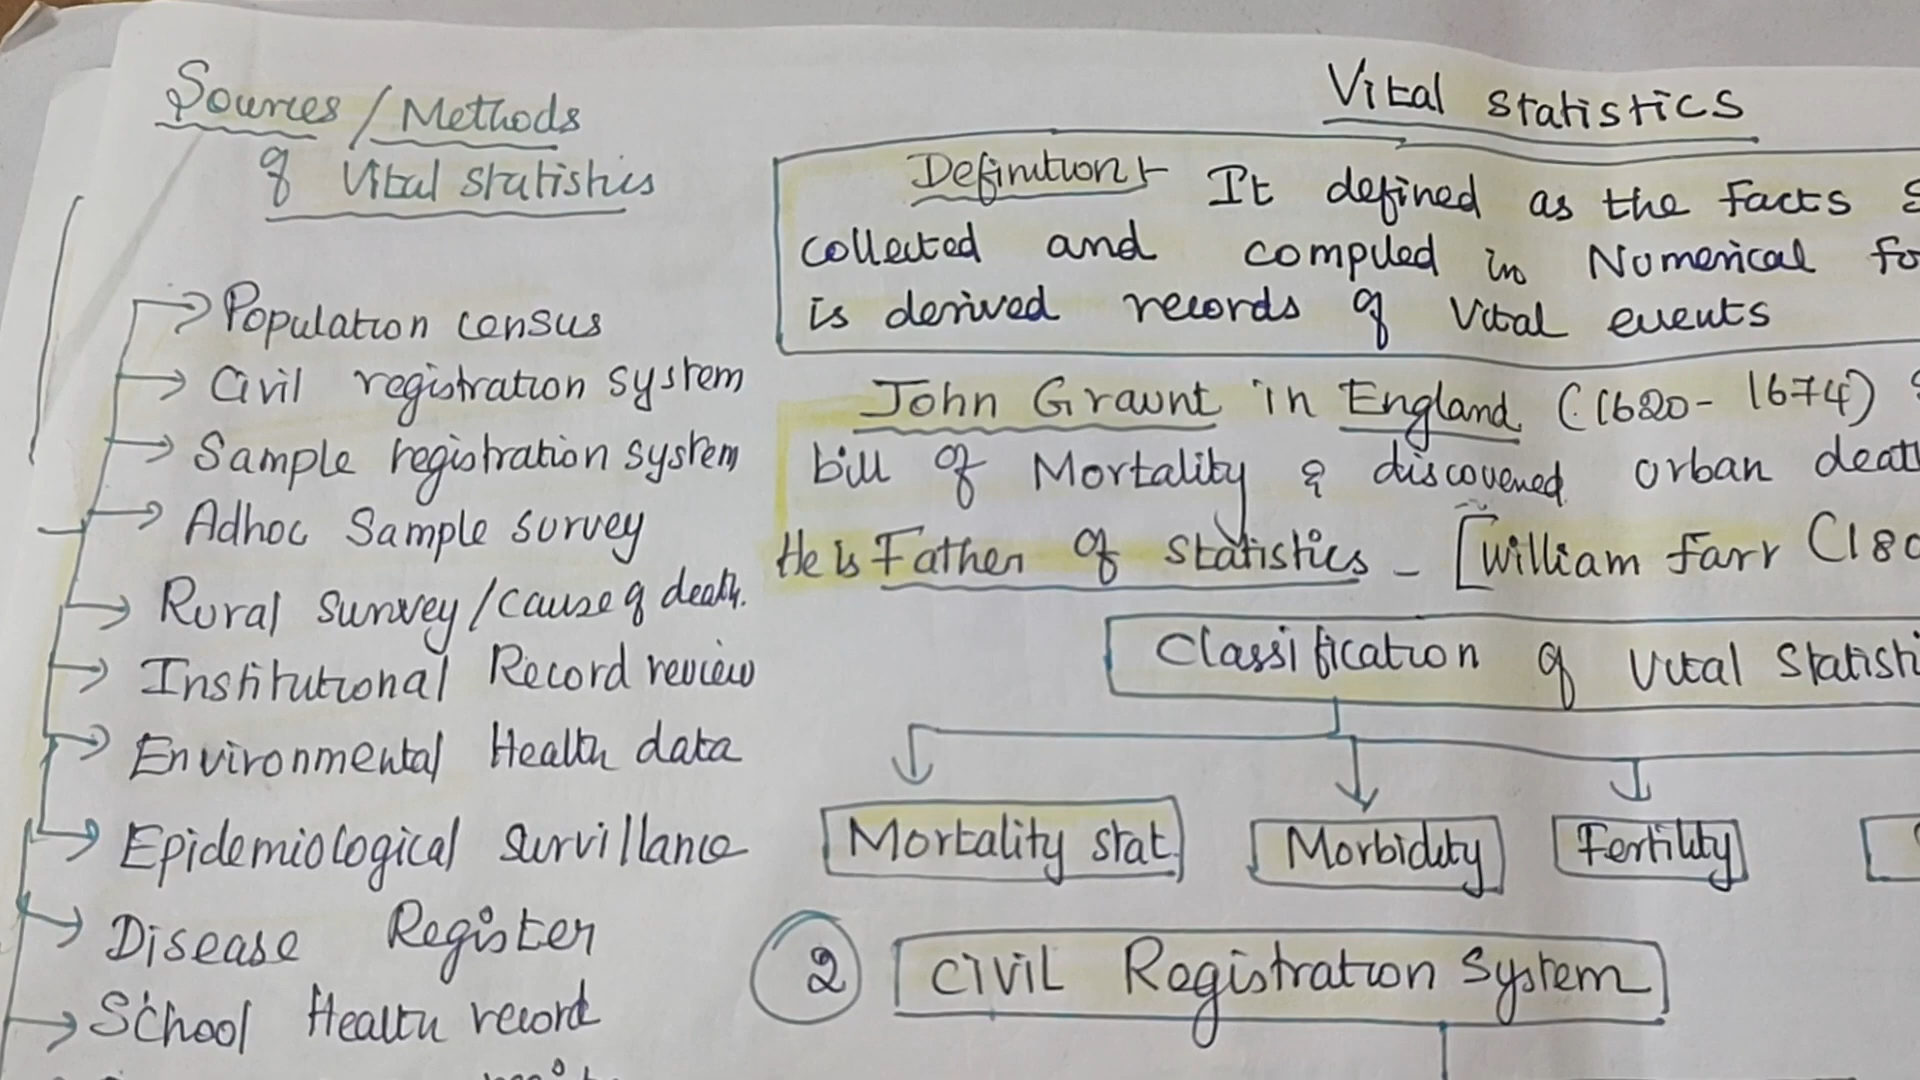 Sources / Methods
of Vital statistics
Population census
Civil registration system
Sample registration system
Adhoc Sample survey
Rural survey / cause of death.
Institutional Record review
Environmental Health data
Epidemiological survillance
Disease Register
School Health record
Vital statistics
Definition:- It defined as the facts
collected and compiled in Numerical fo
is derived records of Vital events
John Graunt in England (1620- 1674)
bill of Mortality & discovered urban deat
He is Father of statistics - [William Farr (180
Classification of Vital Statisti
Mortality stat.
Morbidity
Fertility
2 CIVIL Registration System